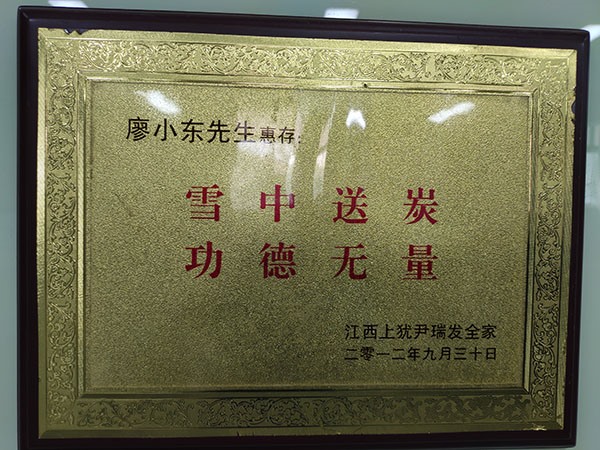 廖小东先生惠存:
雪中送炭
功德无量
江西上犹尹瑞发全家
二零一二年九月三十日